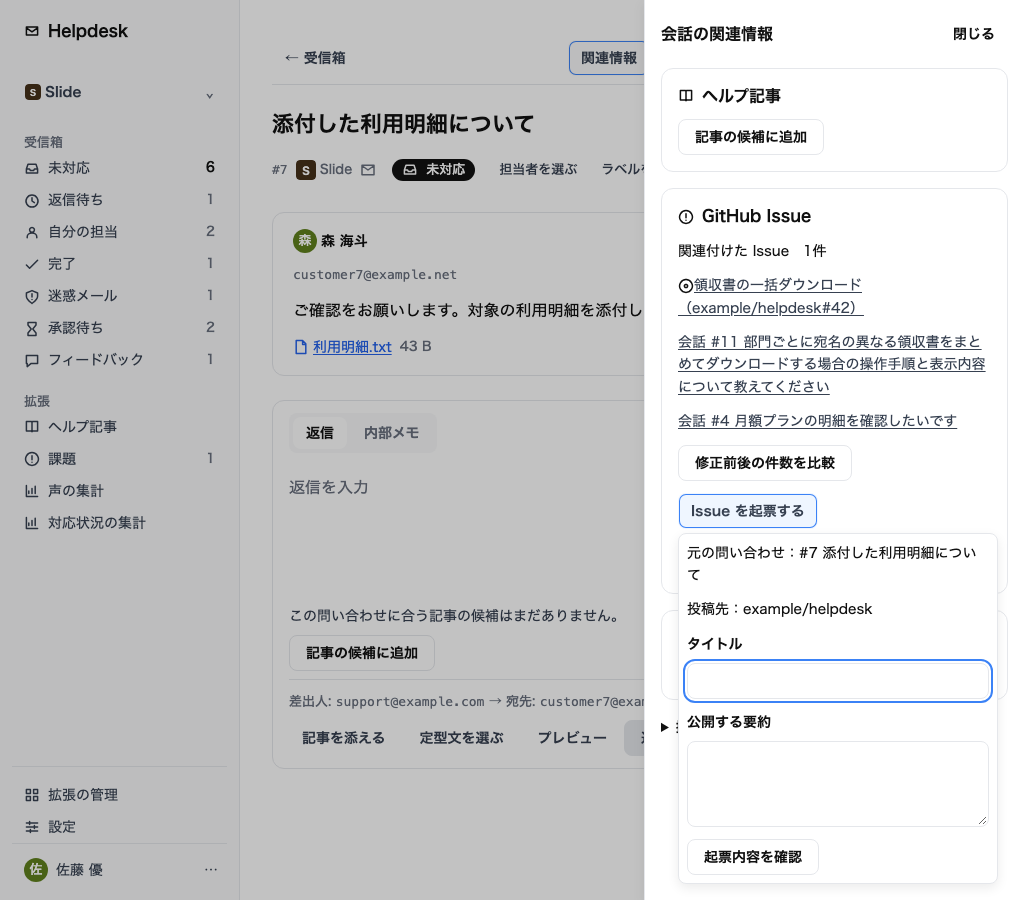 Helpdesk
S Slide
受信箱
未対応 6
返信待ち 1
自分の担当 2
完了 1
迷惑メール 1
承認待ち 2
フィードバック 1
拡張
ヘルプ記事
課題 1
声の集計
対応状況の集計
拡張の管理
設定
佐 佐藤 優 …
← 受信箱
関連情報
添付した利用明細について
#7 S Slide 未対応 担当者を選ぶ ラベル
森 森 海斗
customer7@example.net
ご確認をお願いします。対象の利用明細を添付し
利用明細.txt 43 B
返信 内部メモ
返信を入力
この問い合わせに合う記事の候補はまだありません。
記事の候補に追加
差出人: support@example.com → 宛先: customer7@exam
記事を添える 定型文を選ぶ プレビュー
会話の関連情報 閉じる
ヘルプ記事
記事の候補に追加
GitHub Issue
関連付けた Issue 1件
領収書の一括ダウンロード
（example/helpdesk#42）
会話 #11 部門ごとに宛名の異なる領収書をまと
めてダウンロードする場合の操作手順と表示内容
について教えてください
会話 #4 月額プランの明細を確認したいです
修正前後の件数を比較
Issue を起票する
元の問い合わせ：#7 添付した利用明細につい
て
投稿先：example/helpdesk
タイトル
公開する要約
起票内容を確認